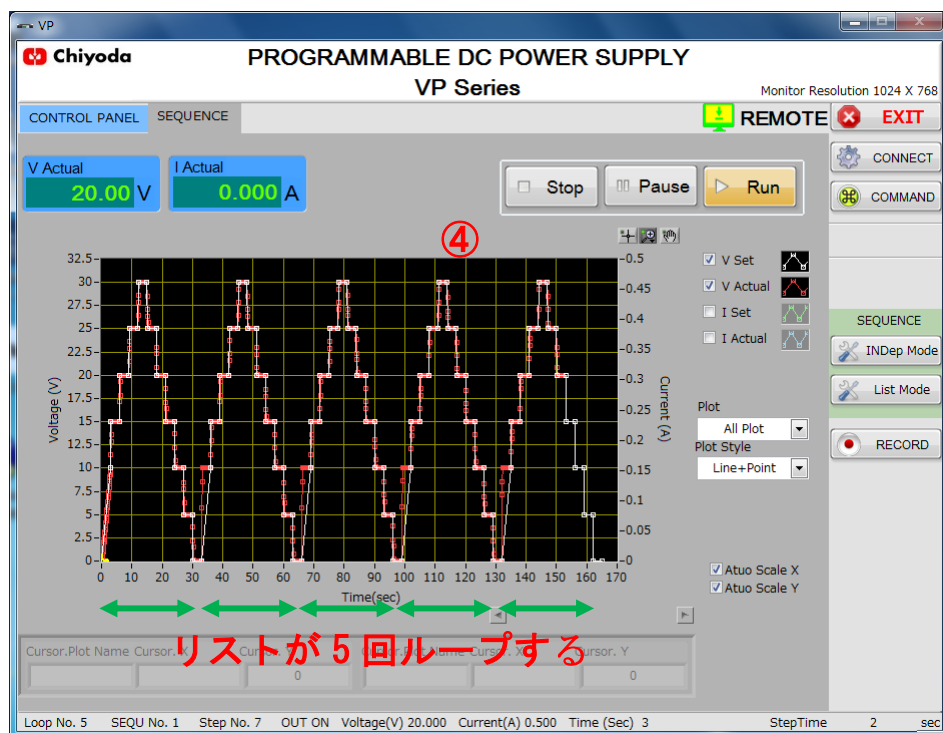 VP
Chiyoda
PROGRAMMABLE DC POWER SUPPLY
VP Series
Monitor Resolution 1024 X 768
CONTROL PANEL SEQUENCE
REMOTE
EXIT
V Actual
20.00 V
I Actual
0.000 A
Stop
Pause
Run
CONNECT
COMMAND
④
32.5
30
27.5
25
22.5
20
17.5
15
12.5
10
7.5
5
2.5
0
Voltage (V)
0 10 20 30 40 50 60 70 80 90 100 110 120 130 140 150 160 170
Time(sec)
0.5
0.45
0.4
0.35
0.3
0.25
0.2
0.15
0.1
0.05
0
Current (A)
V Set
V Actual
I Set
I Actual
Plot
All Plot
Plot Style
Line+Point
Atuo Scale X
Atuo Scale Y
SEQUENCE
INDep Mode
List Mode
RECORD
リストが5回ループする
Cursor.Plot Name Cursor. X Cursor. Y Cursor.Plot Name Cursor. X Cursor. Y
0 0
Loop No. 5 SEQU No. 1 Step No. 7 OUT ON Voltage(V) 20.000 Current(A) 0.500 Time (Sec) 3 StepTime 2 sec